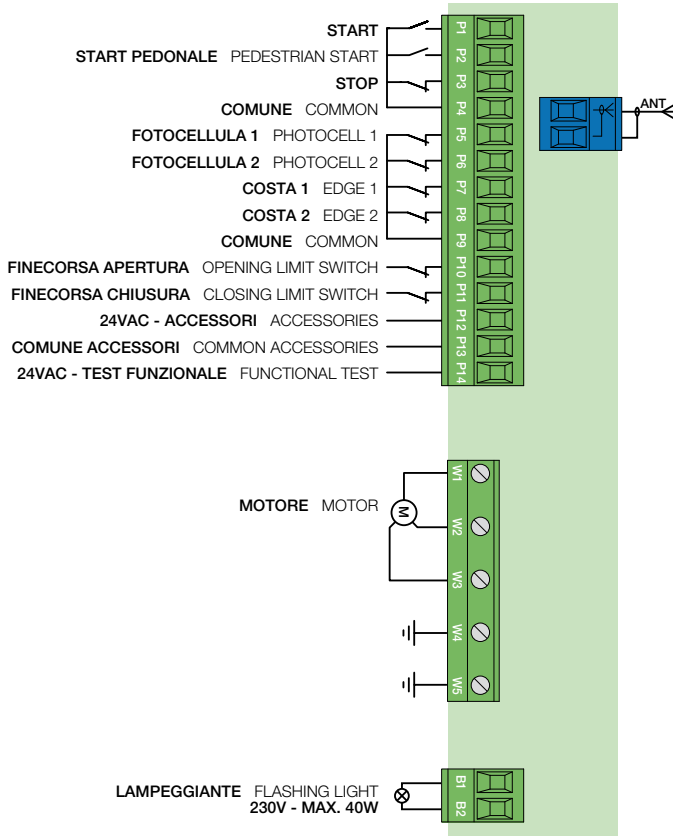 START P1
START PEDONALE PEDESTRIAN START P2
STOP P3
COMUNE COMMON P4
ANT
FOTOCELLULA 1 PHOTOCELL 1 P5
FOTOCELLULA 2 PHOTOCELL 2 P6
COSTA 1 EDGE 1 P7
COSTA 2 EDGE 2 P8
COMUNE COMMON P9
FINECORSA APERTURA OPENING LIMIT SWITCH P10
FINECORSA CHIUSURA CLOSING LIMIT SWITCH P11
24VAC - ACCESSORI ACCESSORIES P12
COMUNE ACCESSORI COMMON ACCESSORIES P13
24VAC - TEST FUNZIONALE FUNCTIONAL TEST P14
W1
MOTORE MOTOR M
W2
W3
W4
W5
LAMPEGGIANTE FLASHING LIGHT B1
230V - MAX. 40W B2